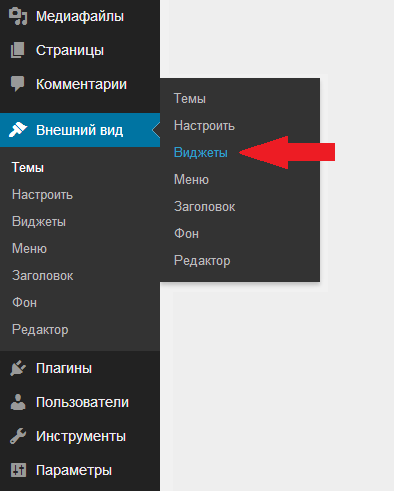 Медиафайлы
Страницы
Комментарии
Внешний вид
Темы
Настроить
Виджеты
Меню
Заголовок
Фон
Редактор
Темы
Настроить
Виджеты
Меню
Заголовок
Фон
Редактор
Плагины
Пользователи
Инструменты
Параметры